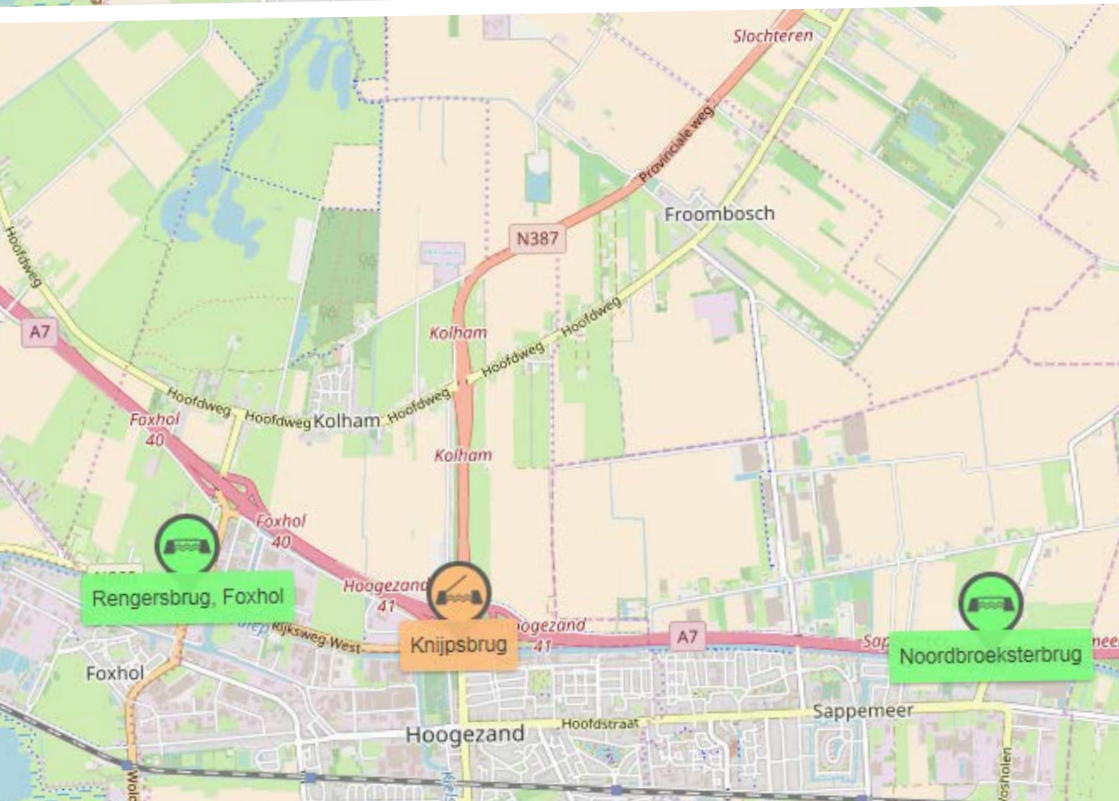 Slochteren
Provinciale weg
Froombosch
N387
Hoofdweg
A7
Kolham
Hoofdweg
Hoofdweg
Hoofdweg
Hoofdweg
Kolham
Hoofdweg
Foxhol
40
Kolham
Foxhol
40
Hoogezand
41
Rengersbrug, Foxhol
diep
Rijksweg-West
Knijpsbrug
41
A7
Noordbroeksterbrug
Foxhol
Hoogezand
Hoofdstraat
Sappemeer